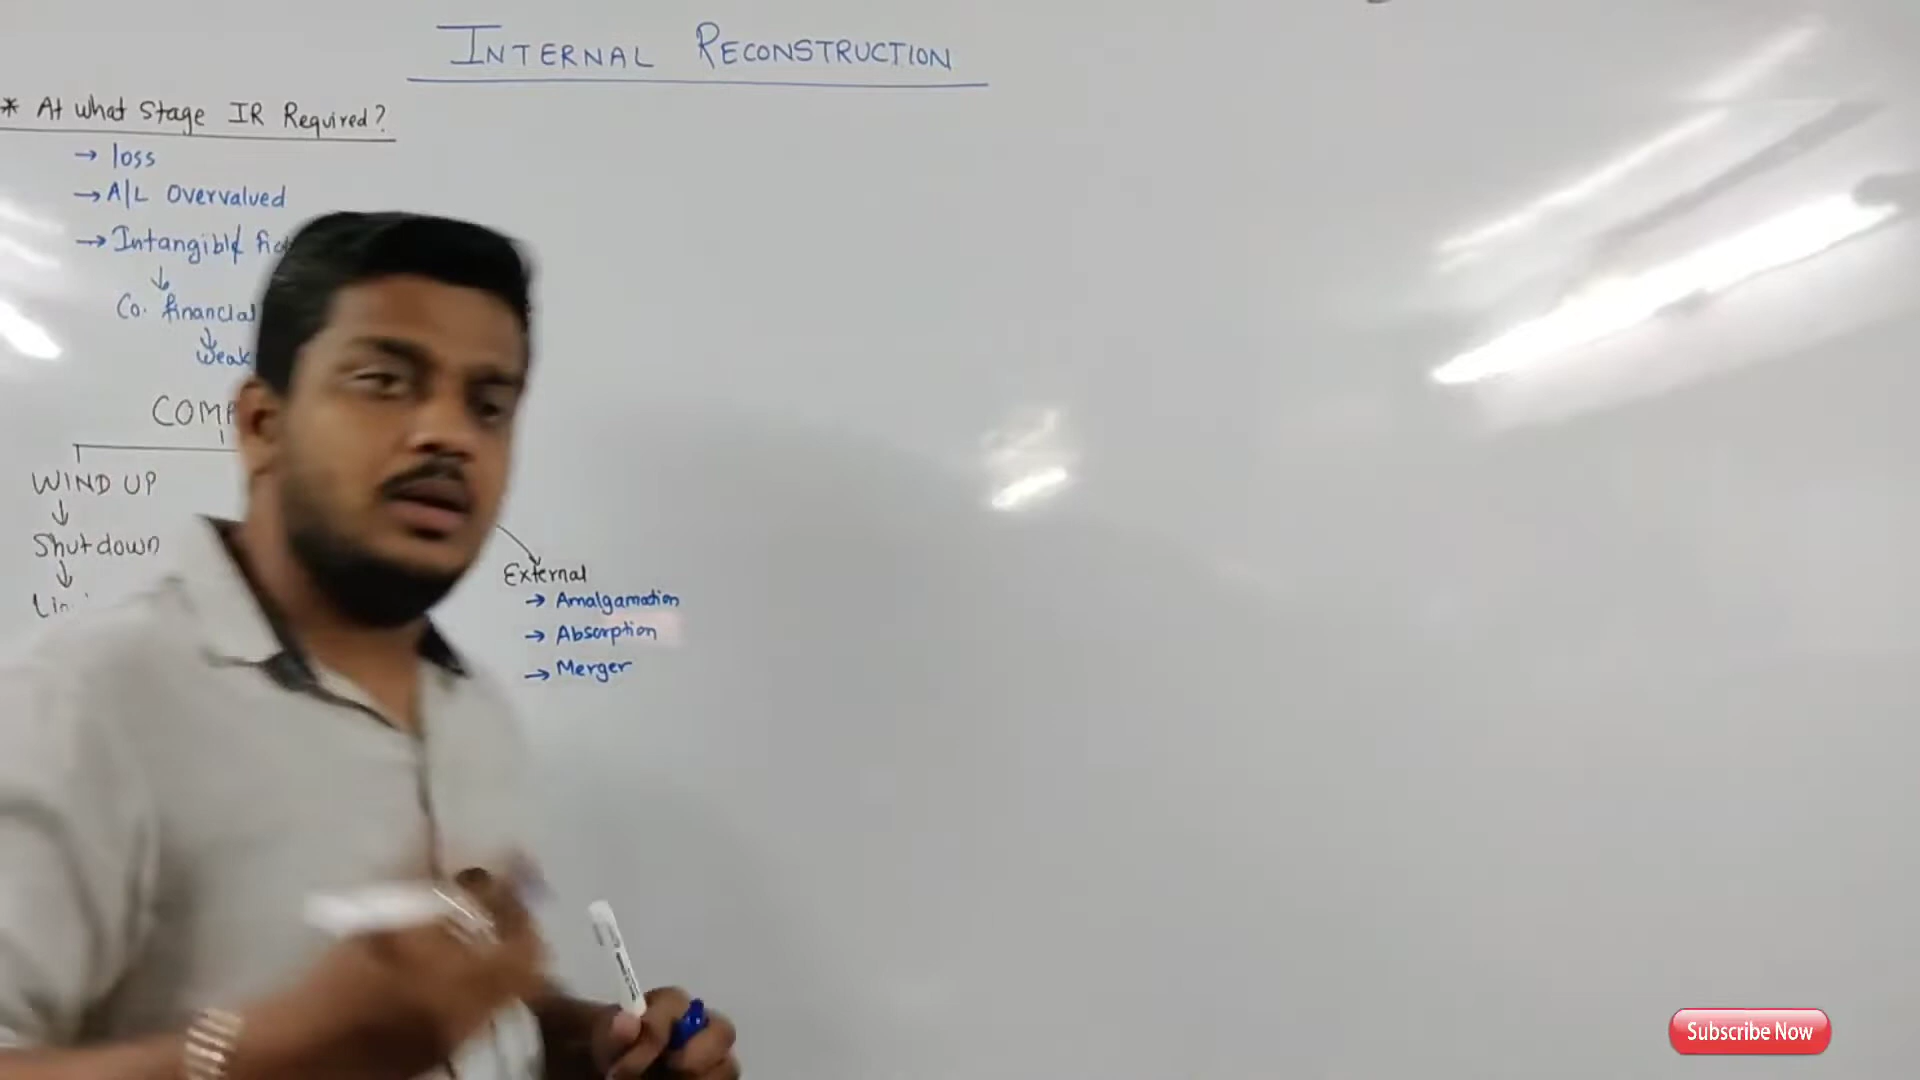 INTERNAL RECONSTRUCTION
* At what Stage IR Required?
→ loss
→ A/L Overvalued
→ Intangible
↓
Co. financial
↓
Weak
WIND UP
↓
Shutdown
↓
External
→ Amalgamation
→ Absorption
→ Merger
Subscribe Now